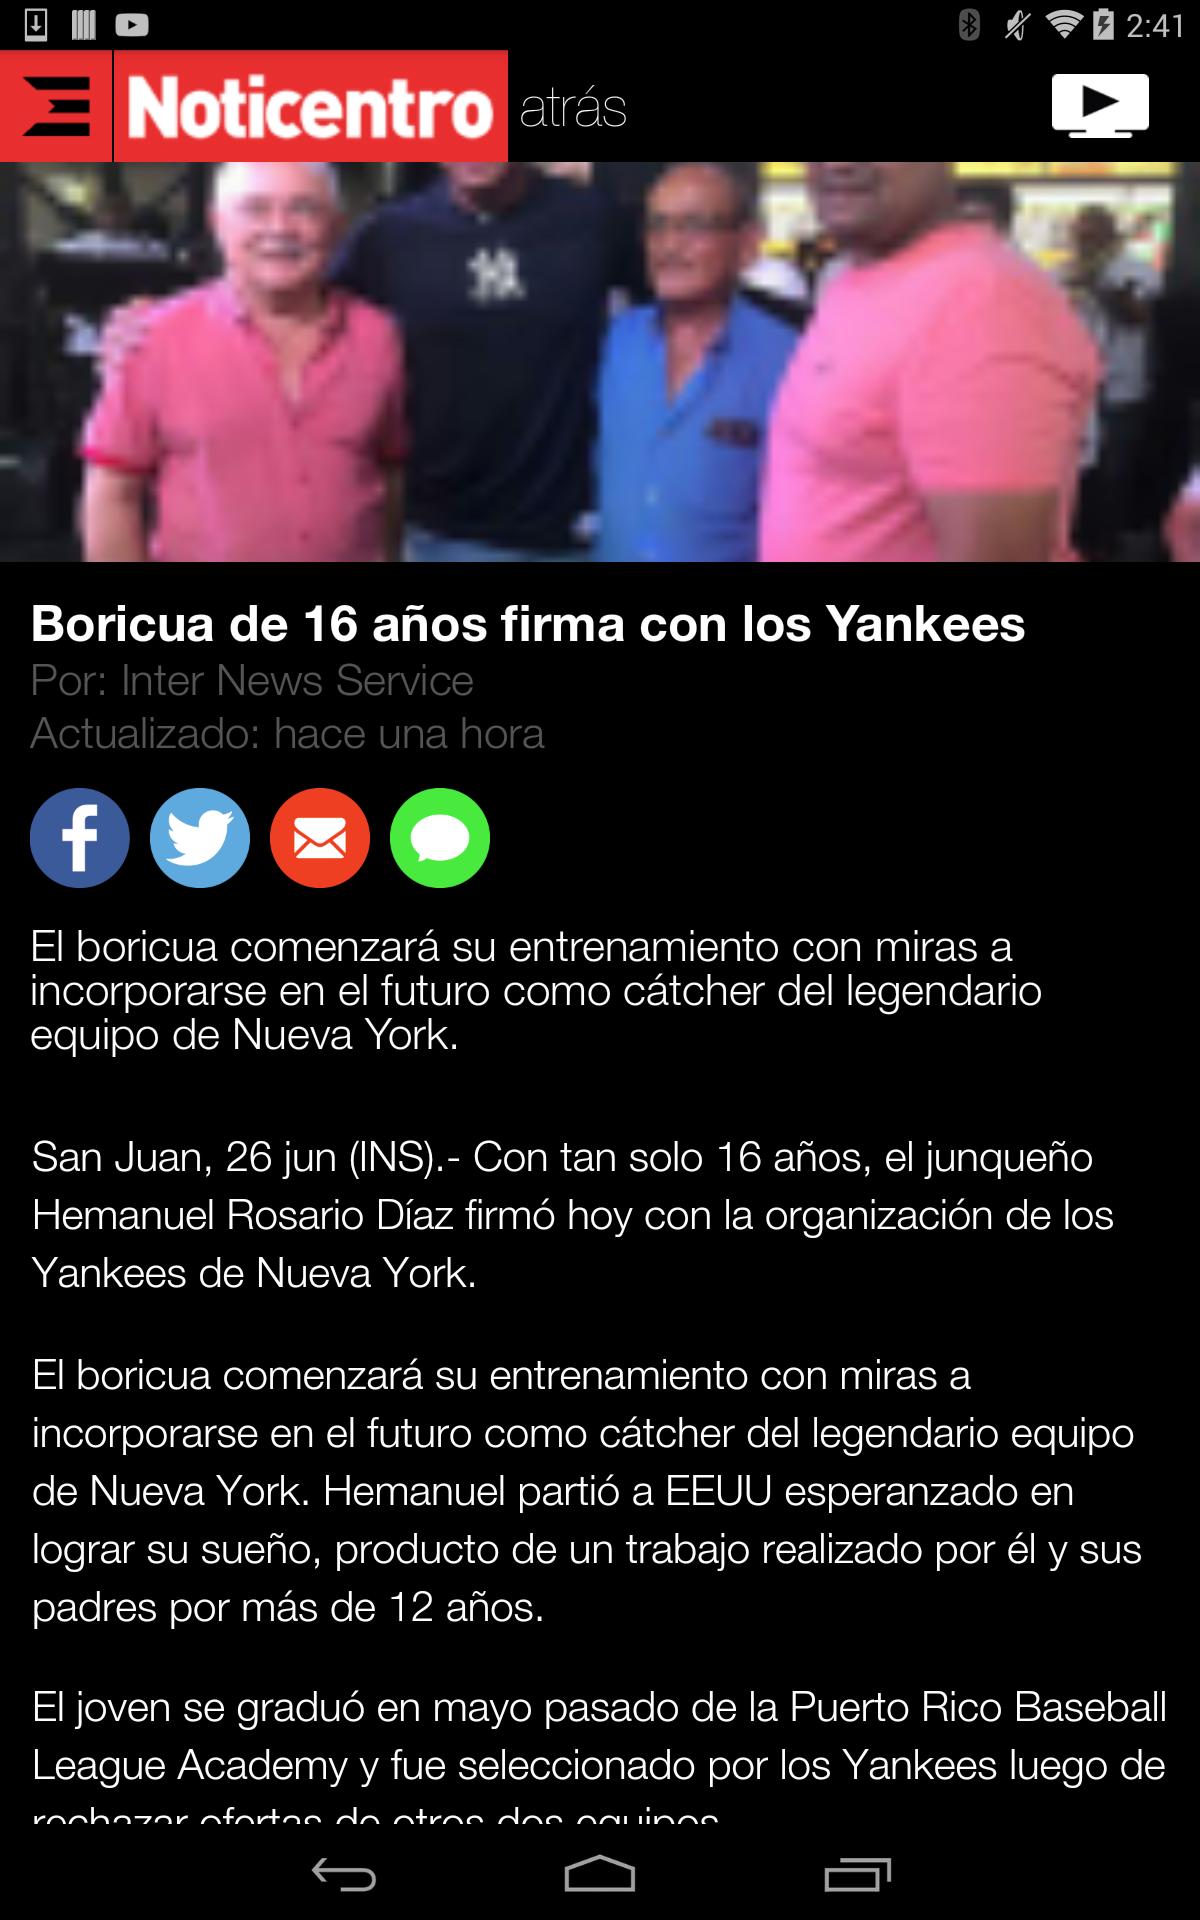 2:41
Noticentro atrás
Boricua de 16 años firma con los Yankees
Por: Inter News Service
Actualizado: hace una hora
El boricua comenzará su entrenamiento con miras a
incorporarse en el futuro como cátcher del legendario
equipo de Nueva York.
San Juan, 26 jun (INS).- Con tan solo 16 años, el junqueño
Hemanuel Rosario Díaz firmó hoy con la organización de los
Yankees de Nueva York.
El boricua comenzará su entrenamiento con miras a
incorporarse en el futuro como cátcher del legendario equipo
de Nueva York. Hemanuel partió a EEUU esperanzado en
lograr su sueño, producto de un trabajo realizado por él y sus
padres por más de 12 años.
El joven se graduó en mayo pasado de la Puerto Rico Baseball
League Academy y fue seleccionado por los Yankees luego de
rechazar ofertas de otros dos equipos